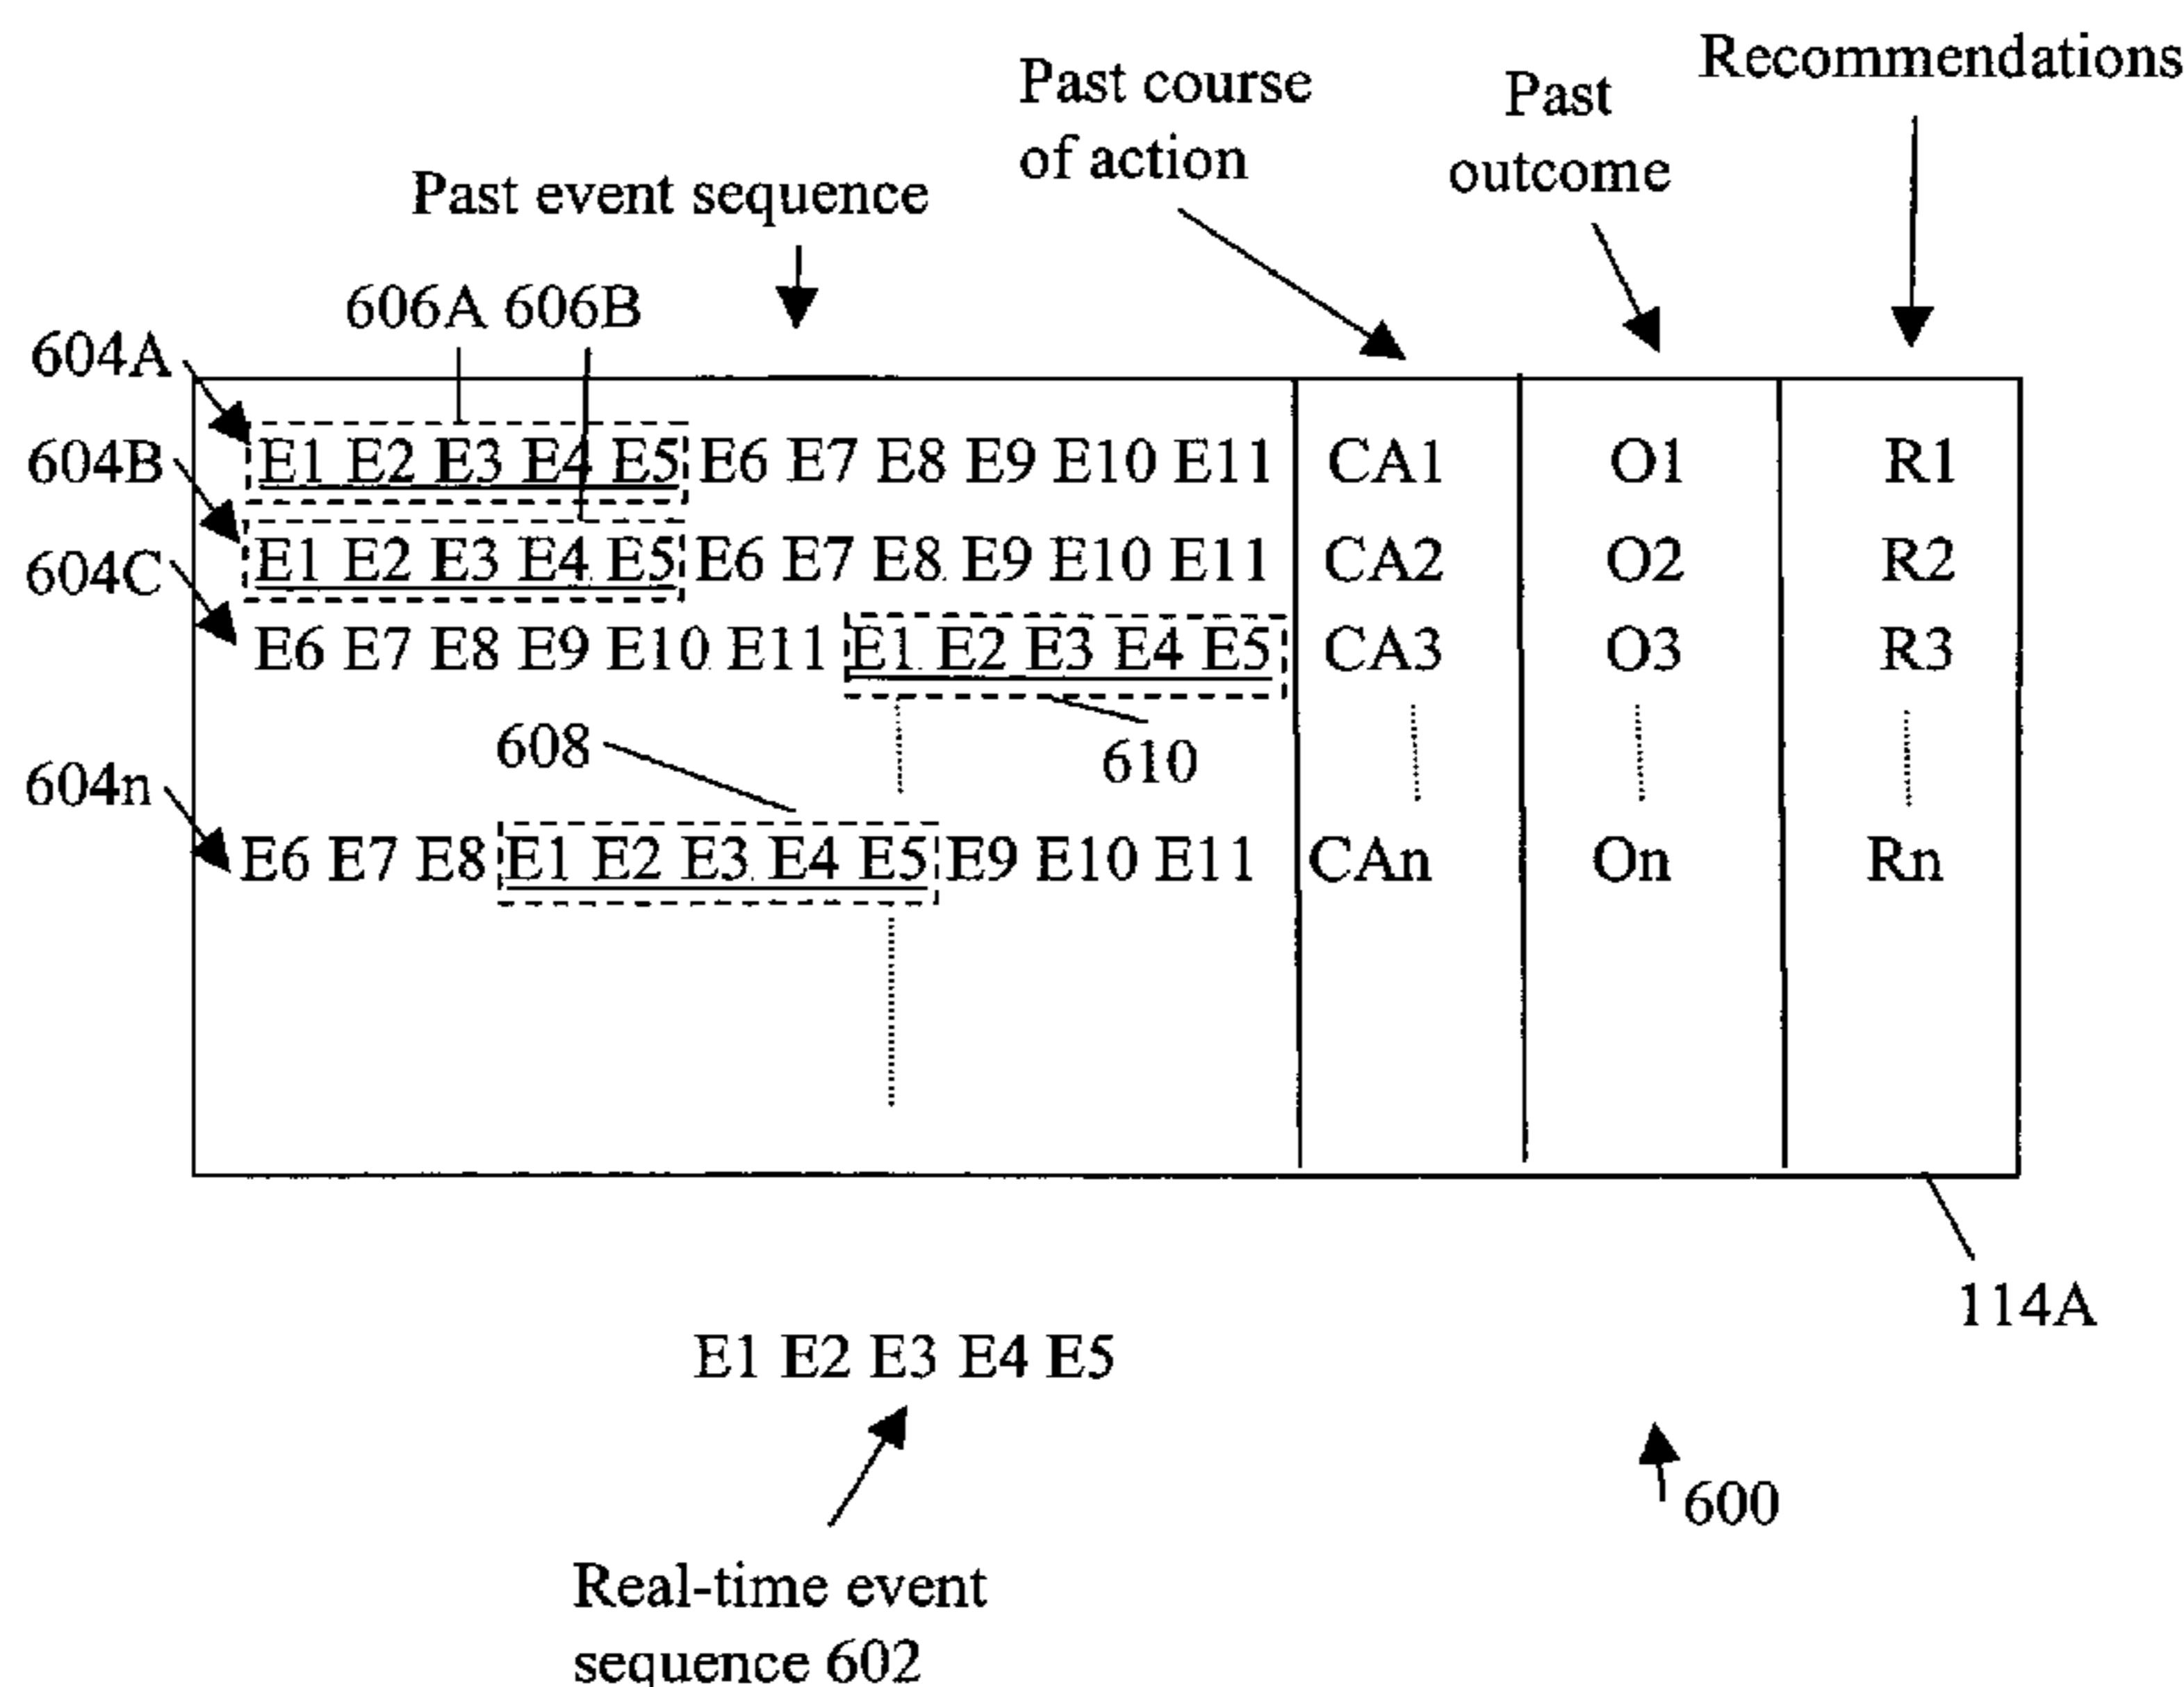 Recommendations
Past course
of action
Past
outcome
Past event sequence
606A 606B
604A
E1 E2 E3 E4 E5 E6 E7 E8 E9 E10 E11 CA1 O1 R1
604B
E1 E2 E3 E4 E5 E6 E7 E8 E9 E10 E11 CA2 O2 R2
604C
E6 E7 E8 E9 E10 E11 E1 E2 E3 E4 E5 CA3 O3 R3
608
610
604n
E6 E7 E8 E1 E2 E3 E4 E5 E9 E10 E11 CAn On Rn
114A
E1 E2 E3 E4 E5
600
Real-time event
sequence 602